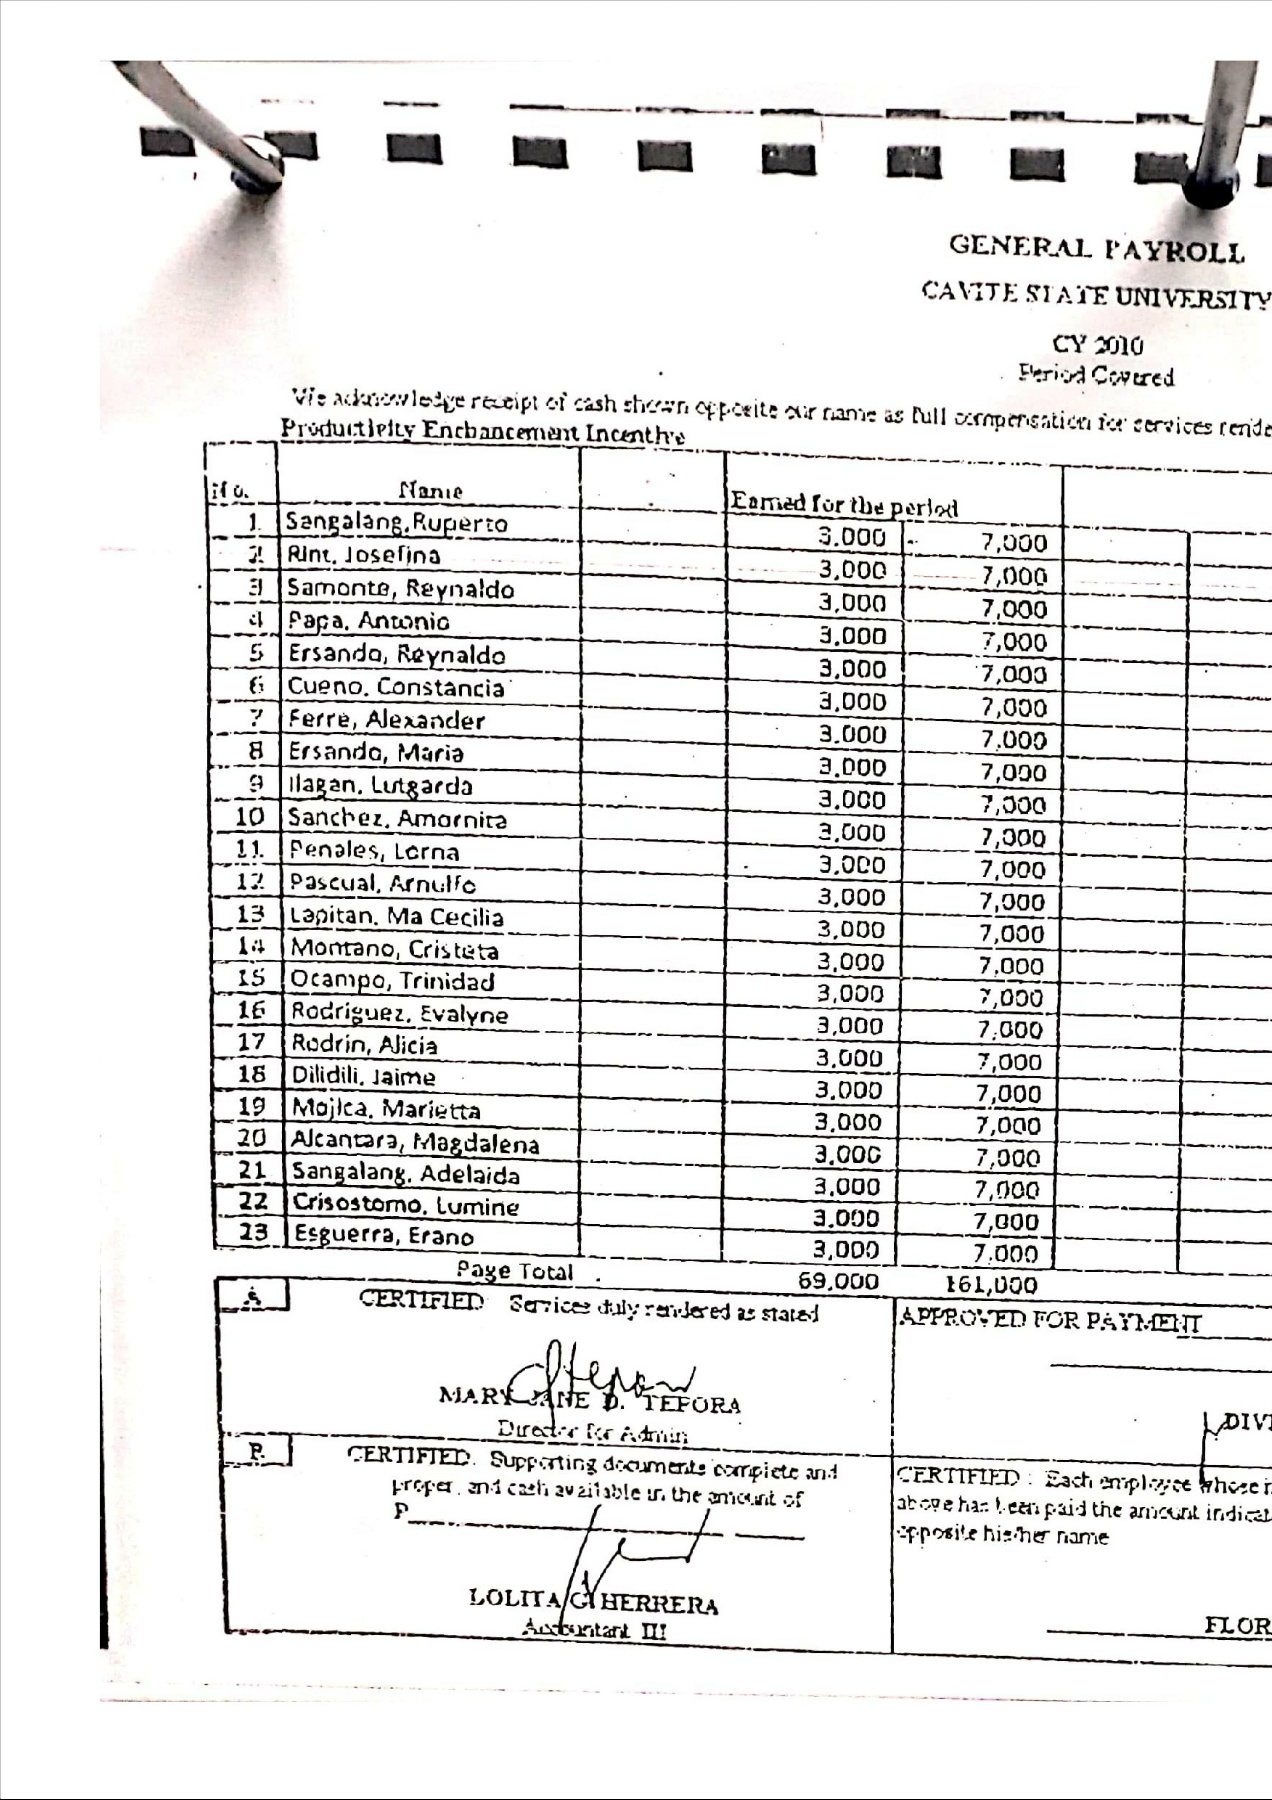 GENERAL PAYROLL
CAVITE STATE UNIVERSITY
CY 2010
Period Covered
We acknowledge receipt of cash shown opposite our name as full compensation for services rende
Productivity Enchancement Incentive
No. Name Earned for the period
1 Sangalang, Ruperto 3,000 7,000
2 Rint, Josefina 3,000 7,000
3 Samonte, Reynaldo 3,000 7,000
4 Papa, Antonio 3,000 7,000
5 Ersando, Reynaldo 3,000 7,000
6 Cueno, Constancia 3,000 7,000
7 Ferre, Alexander 3,000 7,000
8 Ersando, Maria 3,000 7,000
9 Ilagan, Lutgarda 3,000 7,000
10 Sanchez, Amornita 3,000 7,000
11 Penales, Lorna 3,000 7,000
12 Pascual, Arnulfo 3,000 7,000
13 Lapitan, Ma Cecilia 3,000 7,000
14 Montano, Cristeta 3,000 7,000
15 Ocampo, Trinidad 3,000 7,000
16 Rodriguez, Evalyne 3,000 7,000
17 Rodrin, Alicia 3,000 7,000
18 Dilidili, Jaime 3,000 7,000
19 Mojica, Marietta 3,000 7,000
20 Alcantara, Magdalena 3,000 7,000
21 Sangalang, Adelaida 3,000 7,000
22 Crisostomo, Lumine 3,000 7,000
23 Esguerra, Erano 3,000 7,000
Page Total 69,000 161,000
A CERTIFIED Services duly rendered as stated
MARY JANE D. TEPORA
Director for Admin
APPROVED FOR PAYMENT
DIVI
B CERTIFIED. Supporting documents complete and
proper, and cash available in the amount of
P
LOLITA G. HERRERA
Accountant III
CERTIFIED : Each employee whose n
above has been paid the amount indicat
opposite his/her name
FLOR